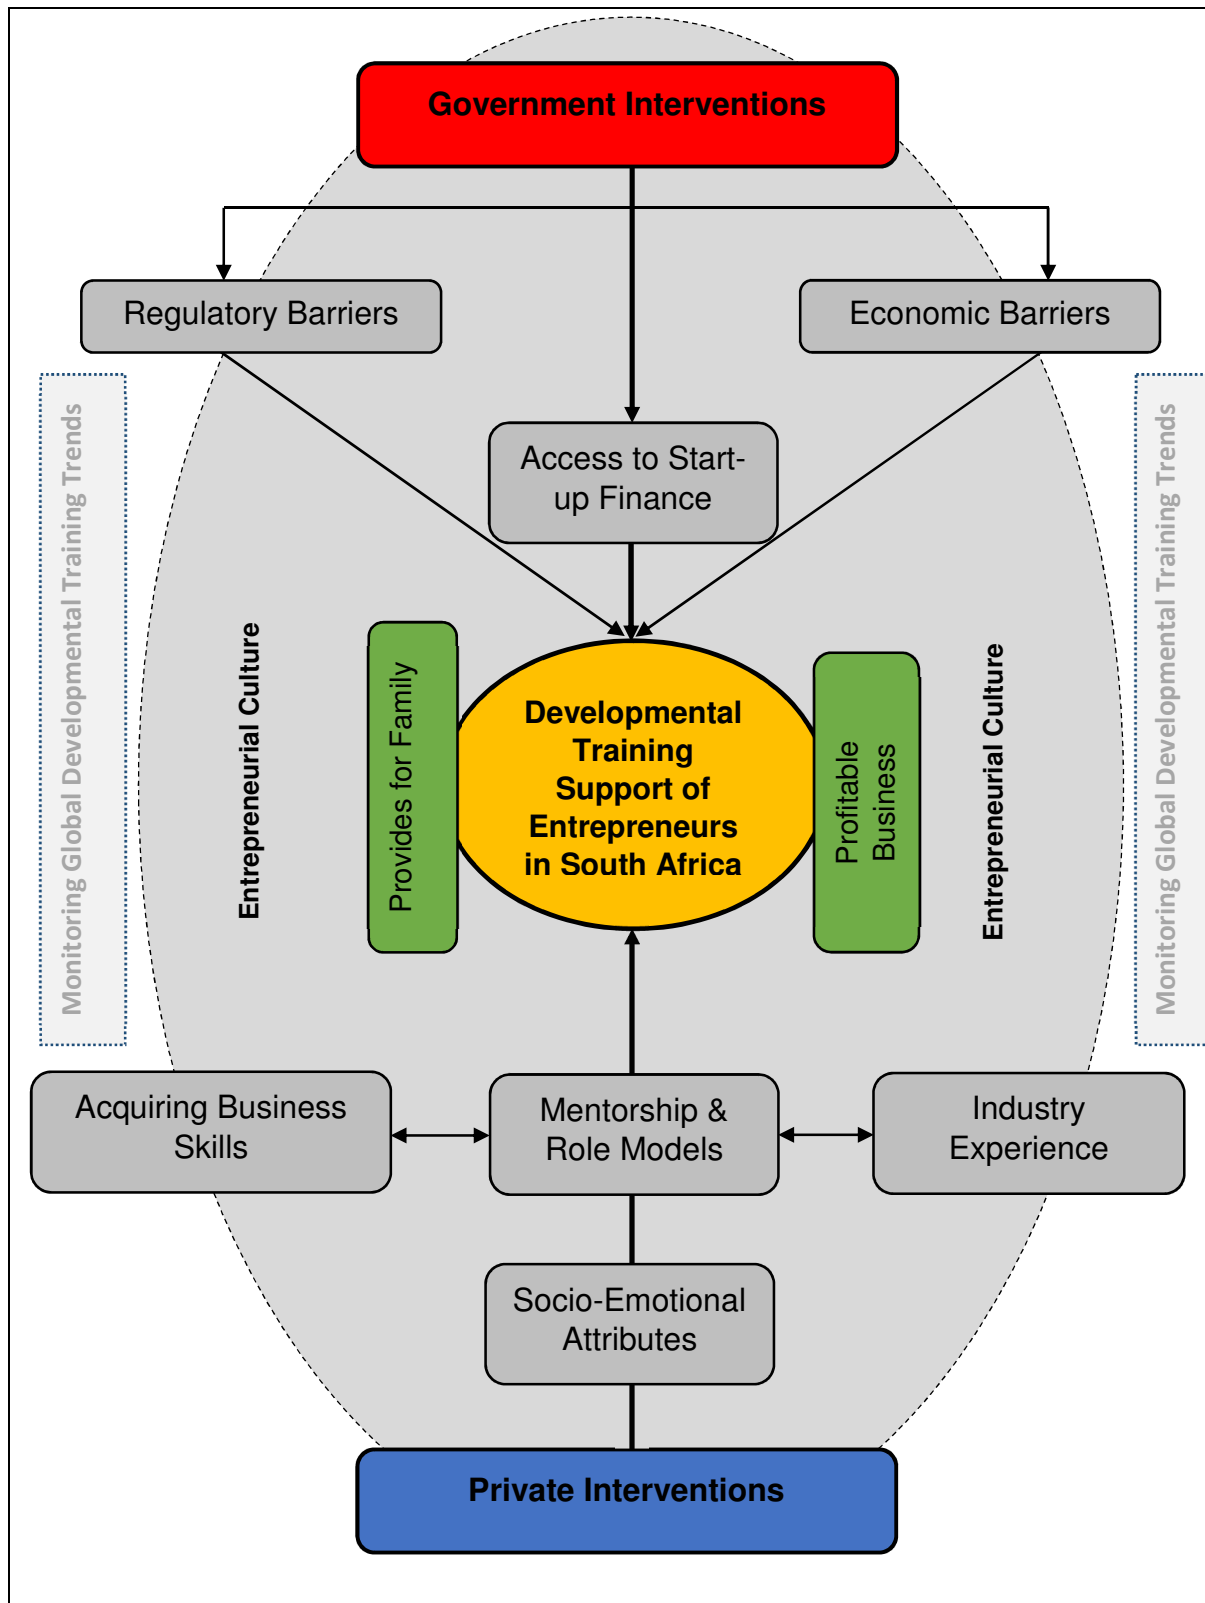 Government Interventions
Regulatory Barriers
Economic Barriers
Access to Start-
up Finance
Monitoring Global Developmental Training Trends
Entrepreneurial Culture
Provides for Family
Developmental
Training
Support of
Entrepreneurs
in South Africa
Profitable
Business
Entrepreneurial Culture
Monitoring Global Developmental Training Trends
Acquiring Business
Skills
Mentorship &
Role Models
Industry
Experience
Socio-Emotional
Attributes
Private Interventions